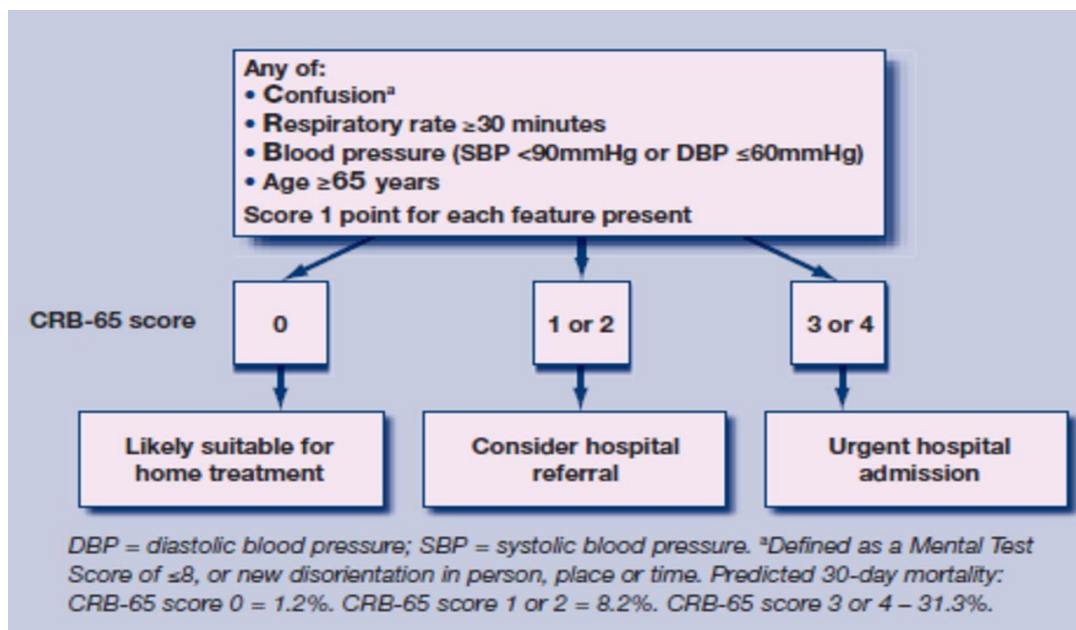 Any of:
• Confusionᵃ
• Respiratory rate ≥30 minutes
• Blood pressure (SBP <90mmHg or DBP ≤60mmHg)
• Age ≥65 years
Score 1 point for each feature present
CRB-65 score
0
1 or 2
3 or 4
Likely suitable for
home treatment
Consider hospital
referral
Urgent hospital
admission
DBP = diastolic blood pressure; SBP = systolic blood pressure. ᵃDefined as a Mental Test
Score of ≤8, or new disorientation in person, place or time. Predicted 30-day mortality:
CRB-65 score 0 = 1.2%. CRB-65 score 1 or 2 = 8.2%. CRB-65 score 3 or 4 – 31.3%.